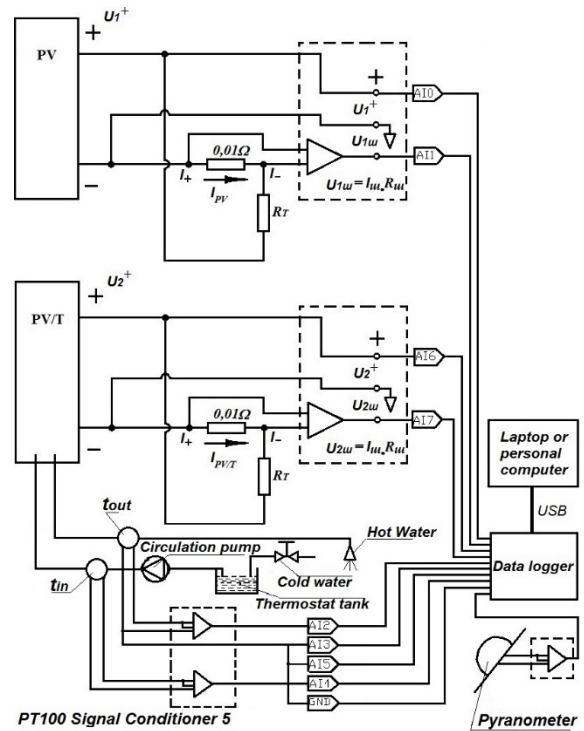 U1+
+
PV
+
AI0
U1+
0,01Ω
U1ш
AI1
−
I+
I−
IPV
U1ш = Iш.Rш
RT
U2+
+
PV/T
+
AI6
U2+
0,01Ω
U2ш
AI7
−
I+
I−
IPV/T
U2ш = Iш.Rш
RT
Laptop or
personal
computer
USB
tout
Hot Water
Circulation pump
Data logger
Cold water
tin
Thermostat tank
AI2
AI3
AI5
AI4
GND
PT100 Signal Conditioner 5
Pyranometer